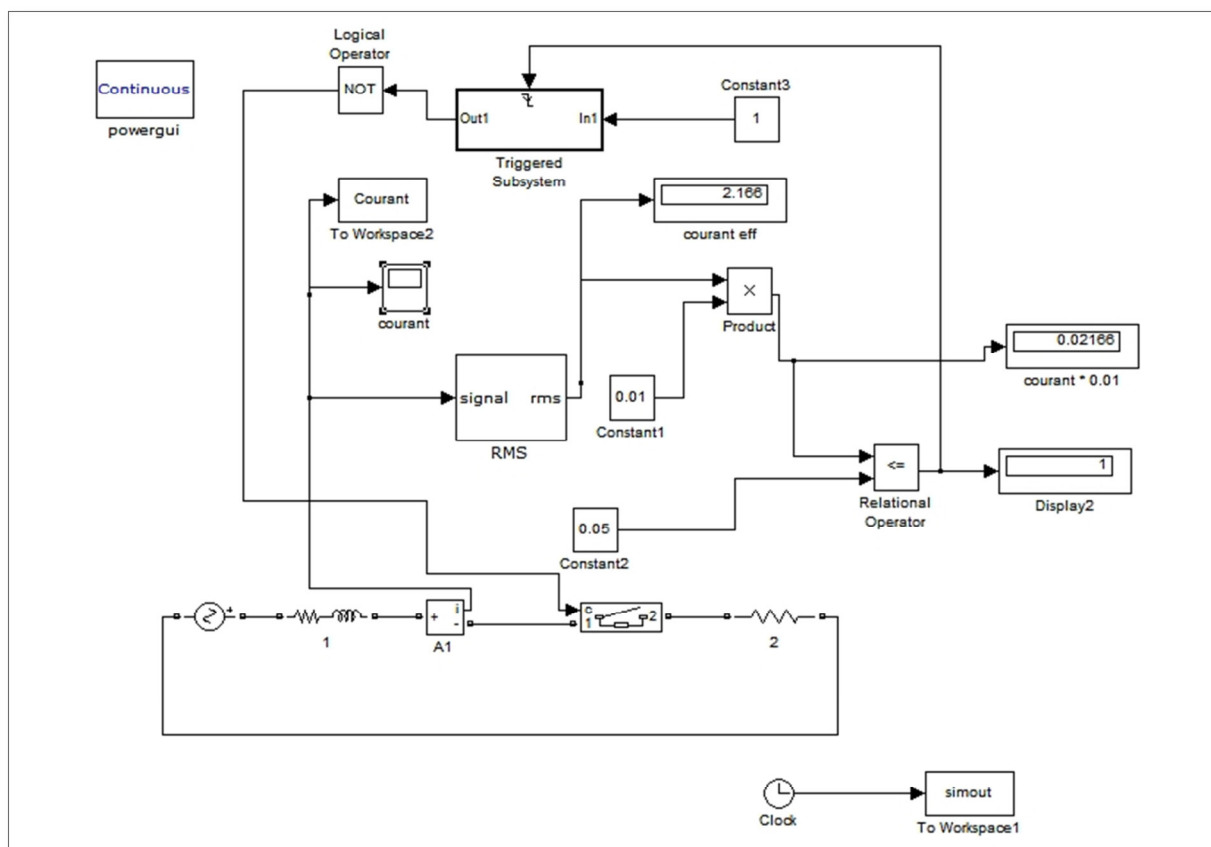 Logical
Operator
NOT
Continuous
powergui
Out1
In1
Triggered
Subsystem
Constant3
1
Courant
To Workspace2
2.166
courant eff
courant
×
Product
0.02166
courant * 0.01
signal
rms
RMS
0.01
Constant1
<=
Relational
Operator
1
Display2
0.05
Constant2
+
1
+
i
-
A1
c
1
2
2
Clock
simout
To Workspace1